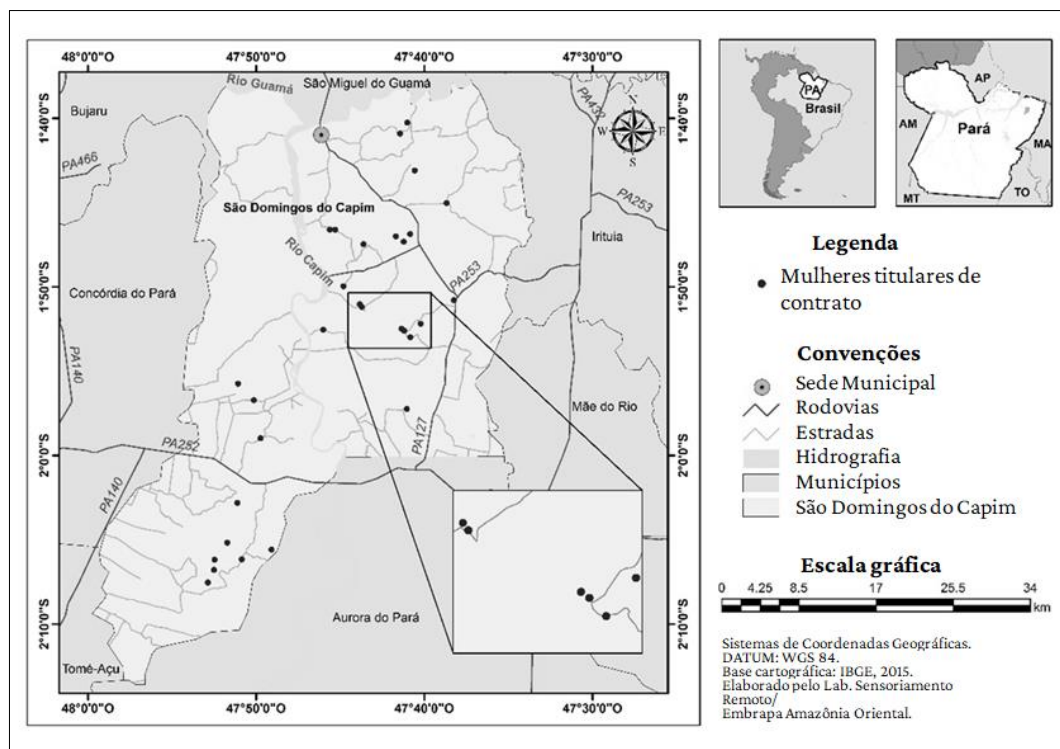 48°0'0"O
47°50'0"O
47°40'0"O
47°30'0"O
1°40'0"S
1°50'0"S
2°0'0"S
2°10'0"S
Rio Guamá
São Miguel do Guamá
Bujaru
PA432
N
W E
S
PA466
São Domingos do Capim
PA253
Irituia
Rio Capim
PA253
Concórdia do Pará
PA140
Mãe do Rio
PA127
PA252
PA140
Aurora do Pará
Tomé-Açu
1°40'0"S
1°50'0"S
2°0'0"S
2°10'0"S
48°0'0"O
47°50'0"O
47°40'0"O
47°30'0"O
PA
Brasil
AP
AM
Pará
MA
MT
TO
Legenda
Mulheres titulares de
contrato
Convenções
Sede Municipal
Rodovias
Estradas
Hidrografia
Municípios
São Domingos do Capim
Escala gráfica
0 4.25 8.5 17 25.5 34
km
Sistemas de Coordenadas Geográficas.
DATUM: WGS 84.
Base cartográfica: IBGE, 2015.
Elaborado pelo Lab. Sensoriamento
Remoto/
Embrapa Amazônia Oriental.